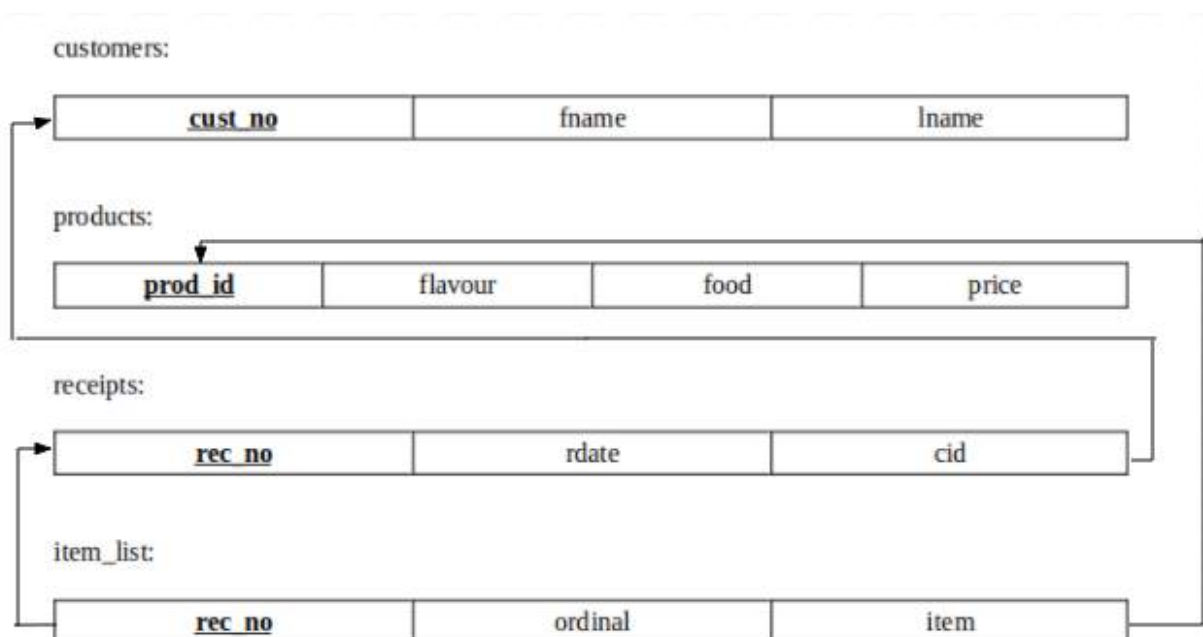 customers:
cust_no fname lname
products:
prod_id flavour food price
receipts:
rec_no rdate cid
item_list:
rec_no ordinal item